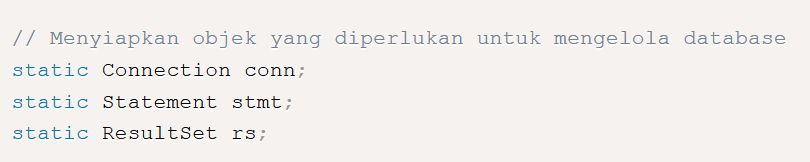 // Menyiapkan objek yang diperlukan untuk mengelola database
static Connection conn;
static Statement stmt;
static ResultSet rs;